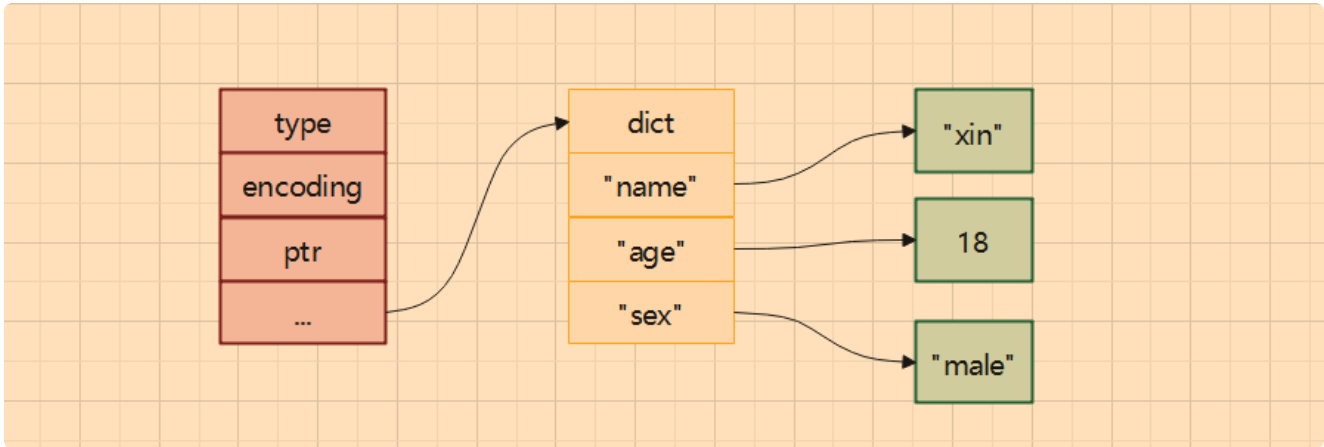 type
encoding
ptr
...
dict
"name"
"age"
"sex"
"xin"
18
"male"